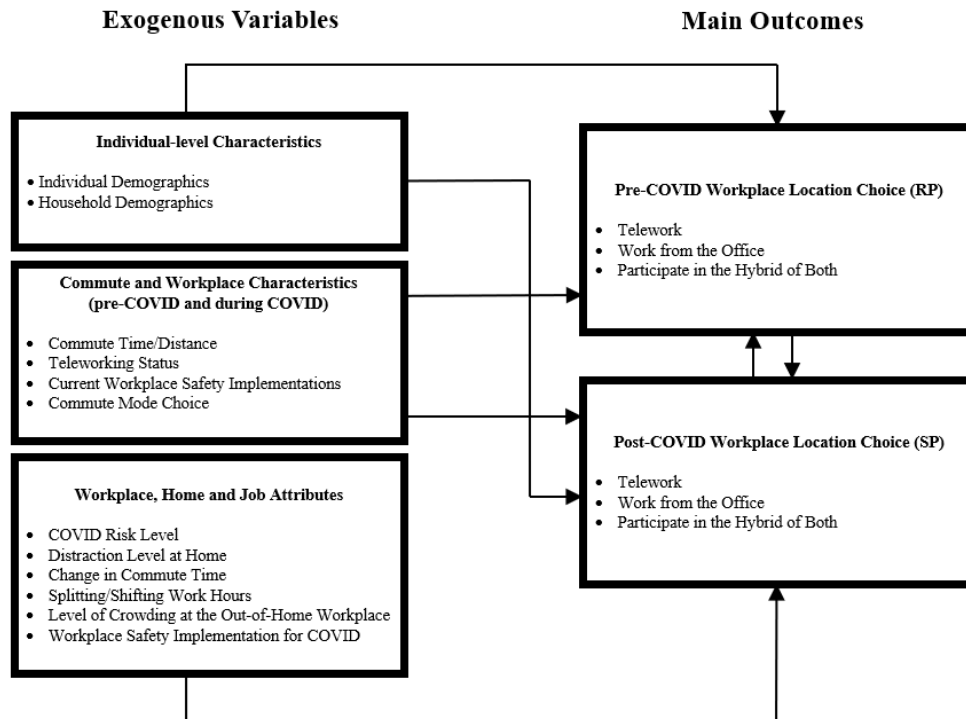 Exogenous Variables
Main Outcomes
Individual-level Characteristics
• Individual Demographics
• Household Demographics
Commute and Workplace Characteristics
(pre-COVID and during COVID)
• Commute Time/Distance
• Teleworking Status
• Current Workplace Safety Implementations
• Commute Mode Choice
Workplace, Home and Job Attributes
• COVID Risk Level
• Distraction Level at Home
• Change in Commute Time
• Splitting/Shifting Work Hours
• Level of Crowding at the Out-of-Home Workplace
• Workplace Safety Implementation for COVID
Pre-COVID Workplace Location Choice (RP)
• Telework
• Work from the Office
• Participate in the Hybrid of Both
Post-COVID Workplace Location Choice (SP)
• Telework
• Work from the Office
• Participate in the Hybrid of Both